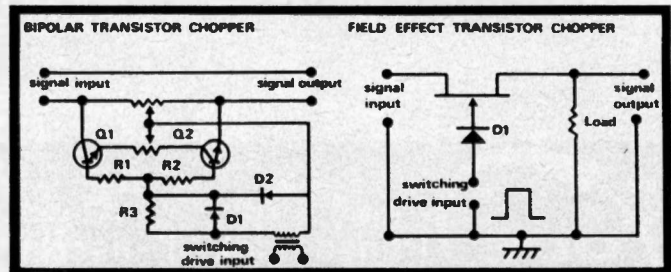 BIPOLAR TRANSISTOR CHOPPER
signal input
signal output
Q1
Q2
R1
R2
D2
R3
D1
switching
drive input
FIELD EFFECT TRANSISTOR CHOPPER
signal
input
signal
output
D1
Load
switching
drive input